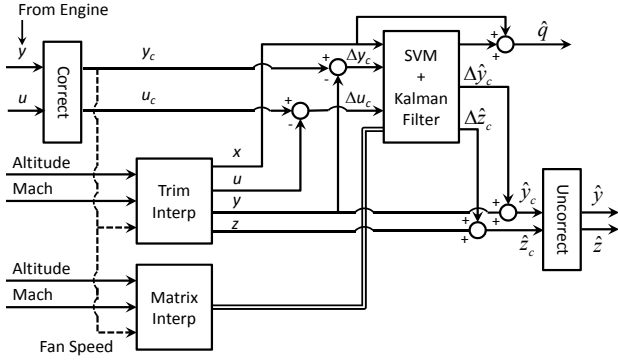 From Engine
y
u
Correct
y_c
u_c
+
-
Δy_c
+
-
Δu_c
SVM
+
Kalman
Filter
+
+
q̂
Δŷ_c
Δẑ_c
Altitude
Mach
Trim
Interp
x
u
y
z
+
+
+
+
ŷ_c
ẑ_c
Uncorrect
ŷ
ẑ
Altitude
Mach
Matrix
Interp
Fan Speed